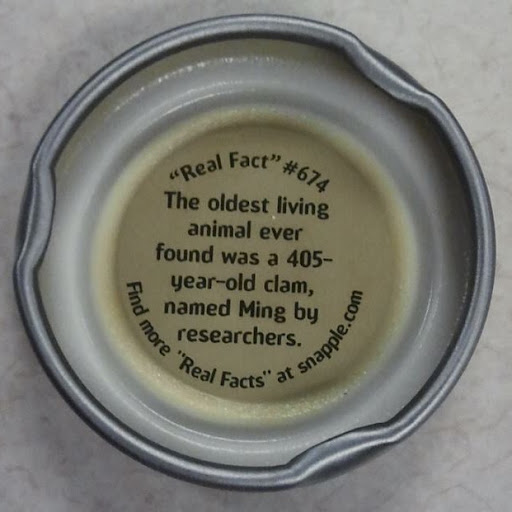 "Real Fact" #674
The oldest living
animal ever
found was a 405-
year-old clam,
named Ming by
researchers.
Find more "Real Facts" at snapple.com